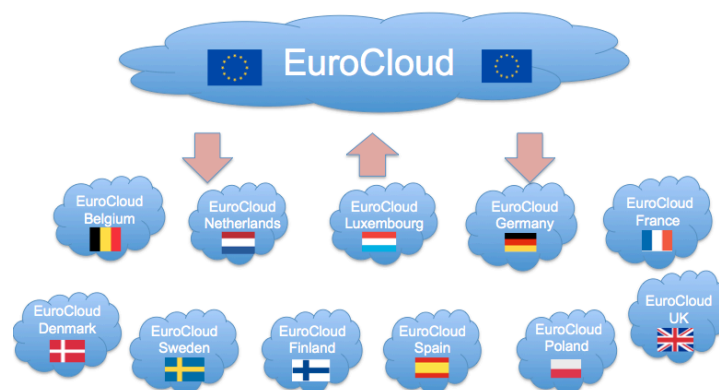 EuroCloud
EuroCloud
Belgium
EuroCloud
Netherlands
EuroCloud
Luxembourg
EuroCloud
Germany
EuroCloud
France
EuroCloud
Denmark
EuroCloud
Sweden
EuroCloud
Finland
EuroCloud
Spain
EuroCloud
Poland
EuroCloud
UK